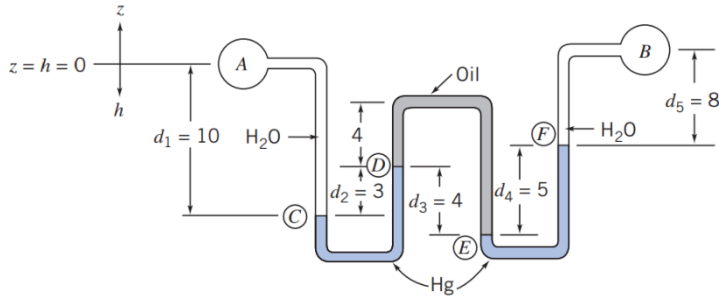 z
z = h = 0
h
A
B
Oil
d₁ = 10
H₂O
4
D
d₂ = 3
d₃ = 4
d₄ = 5
F
H₂O
d₅ = 8
C
E
Hg